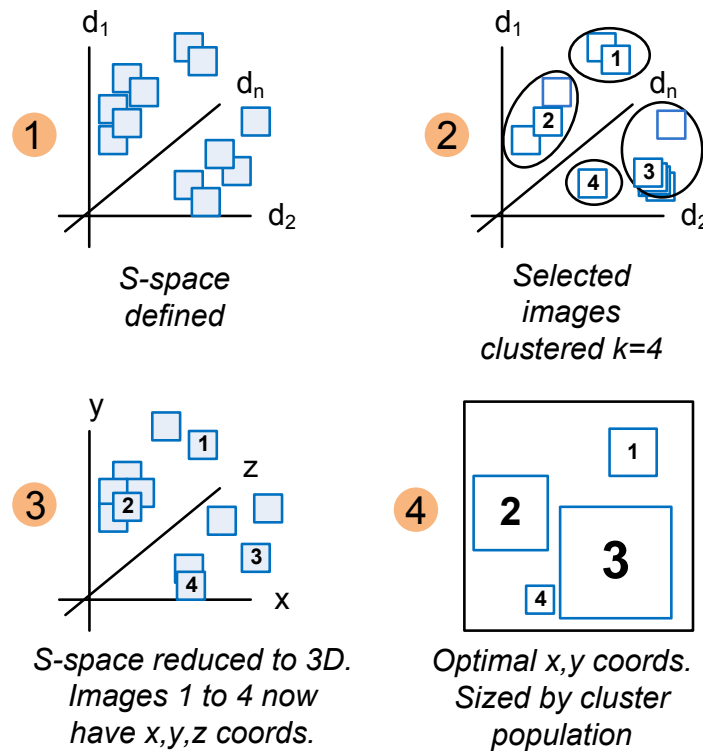 d1
dn
1
d2
S-space
defined
d1
1
dn
2
2
3
4
d2
Selected
images
clustered k=4
y
1
z
2
3
3
4
x
S-space reduced to 3D.
Images 1 to 4 now
have x,y,z coords.
1
2
4
3
4
Optimal x,y coords.
Sized by cluster
population